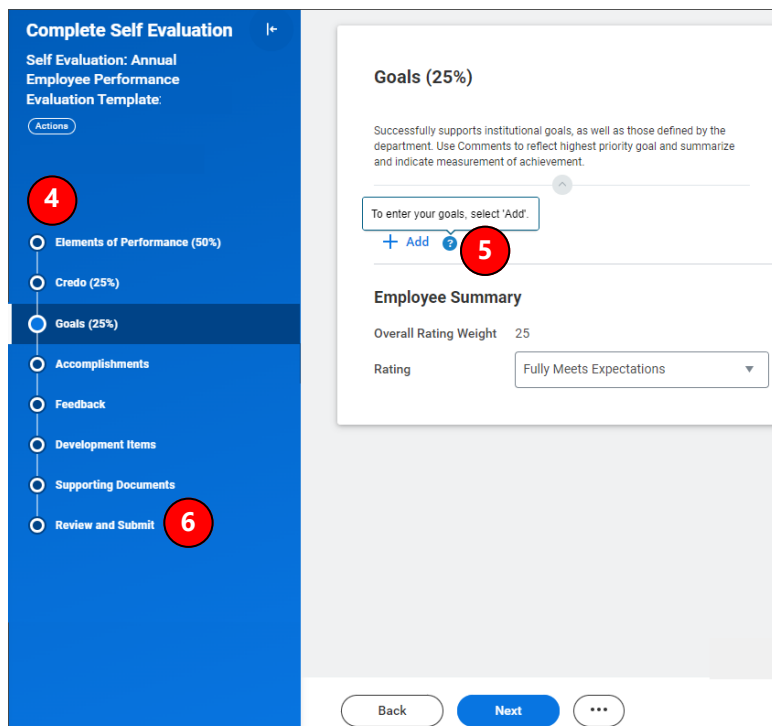 Complete Self Evaluation
Self Evaluation: Annual
Employee Performance
Evaluation Template:
Actions
4
Elements of Performance (50%)
Credo (25%)
Goals (25%)
Accomplishments
Feedback
Development Items
Supporting Documents
Review and Submit
6
Goals (25%)
Successfully supports institutional goals, as well as those defined by the
department. Use Comments to reflect highest priority goal and summarize
and indicate measurement of achievement.
To enter your goals, select 'Add'.
+ Add ?
5
Employee Summary
Overall Rating Weight 25
Rating Fully Meets Expectations
Back Next ...